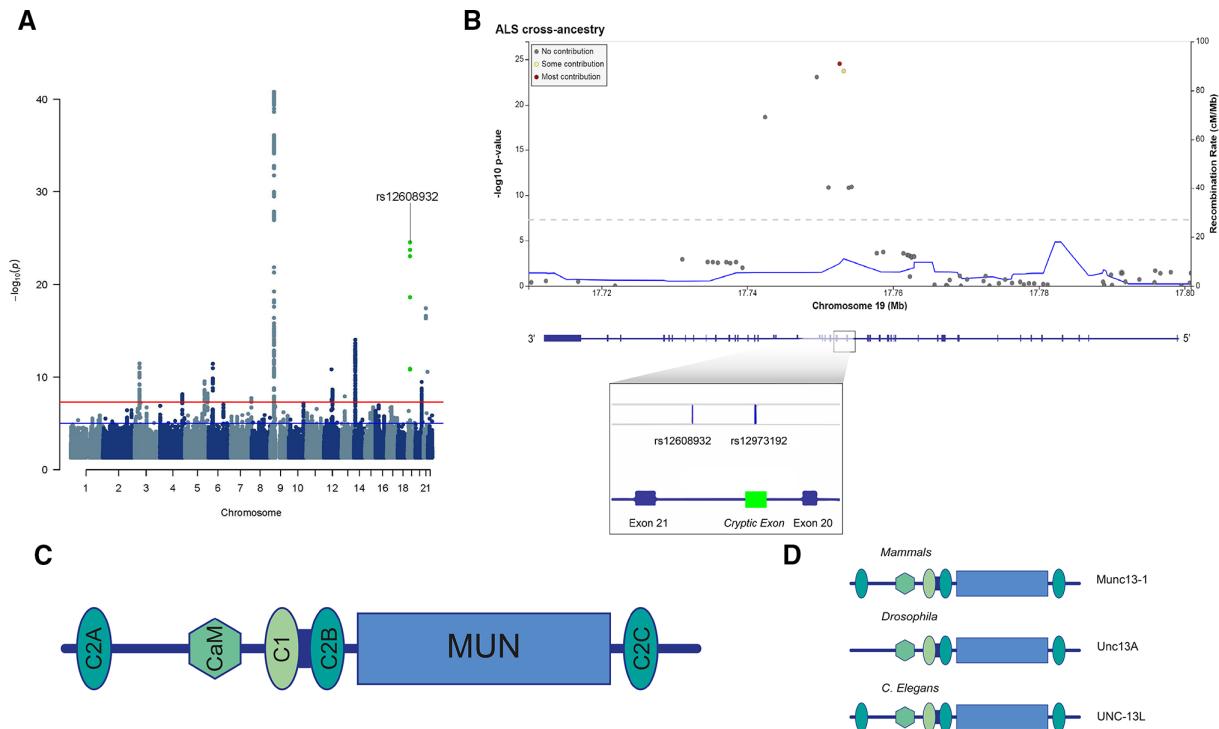 A
40
30
20
10
0
−log10(p)
rs12608932
1 2 3 4 5 6 7 8 9 10 12 14 16 18 21
Chromosome
B
ALS cross-ancestry
No contribution
Some contribution
Most contribution
25
20
15
10
5
0
-log10 p-value
100
80
60
40
20
0
Recombination Rate (cM/Mb)
17.72 17.74 17.76 17.78 17.80
Chromosome 19 (Mb)
3' 5'
rs12608932 rs12973192
Exon 21 Cryptic Exon Exon 20
C
C2A CaM C1 C2B MUN C2C
D
Mammals
Munc13-1
Drosophila
Unc13A
C. Elegans
UNC-13L